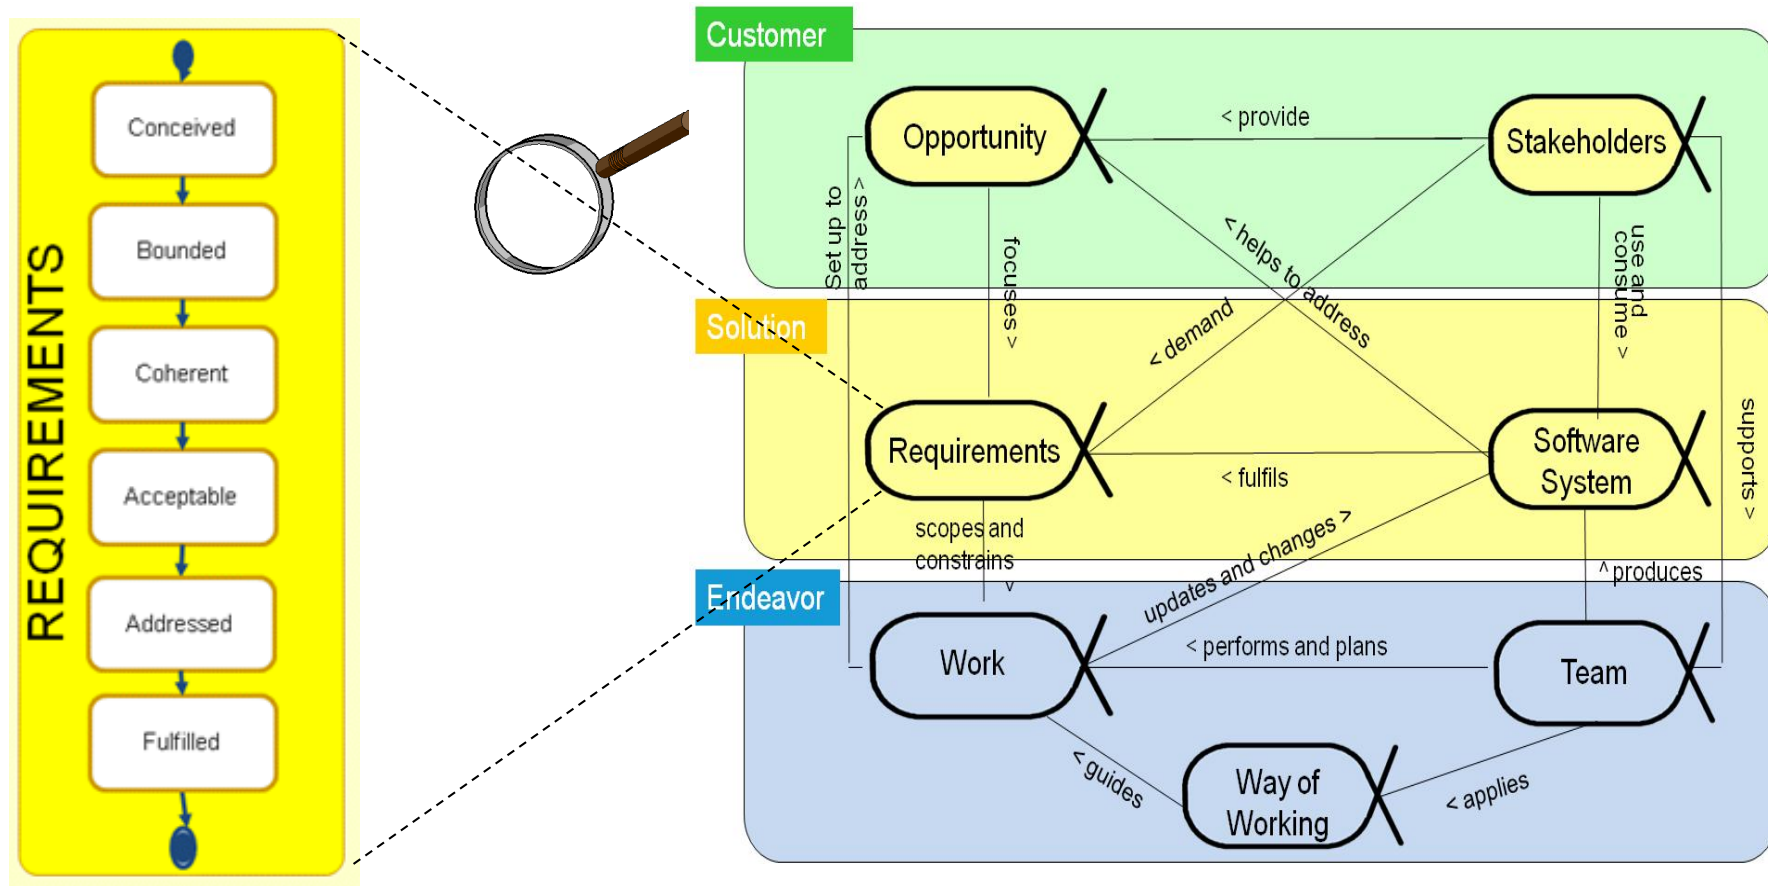 REQUIREMENTS
Conceived
Bounded
Coherent
Acceptable
Addressed
Fulfilled
Customer
Opportunity
< provide
Stakeholders
Set up to
address >
focuses >
< helps to address
< demand
use and
consume >
supports >
Solution
Requirements
< fulfils
Software
System
scopes and
constrains
>
updates and changes >
^ produces
Endeavor
Work
< performs and plans
Team
< guides
Way of
Working
< applies